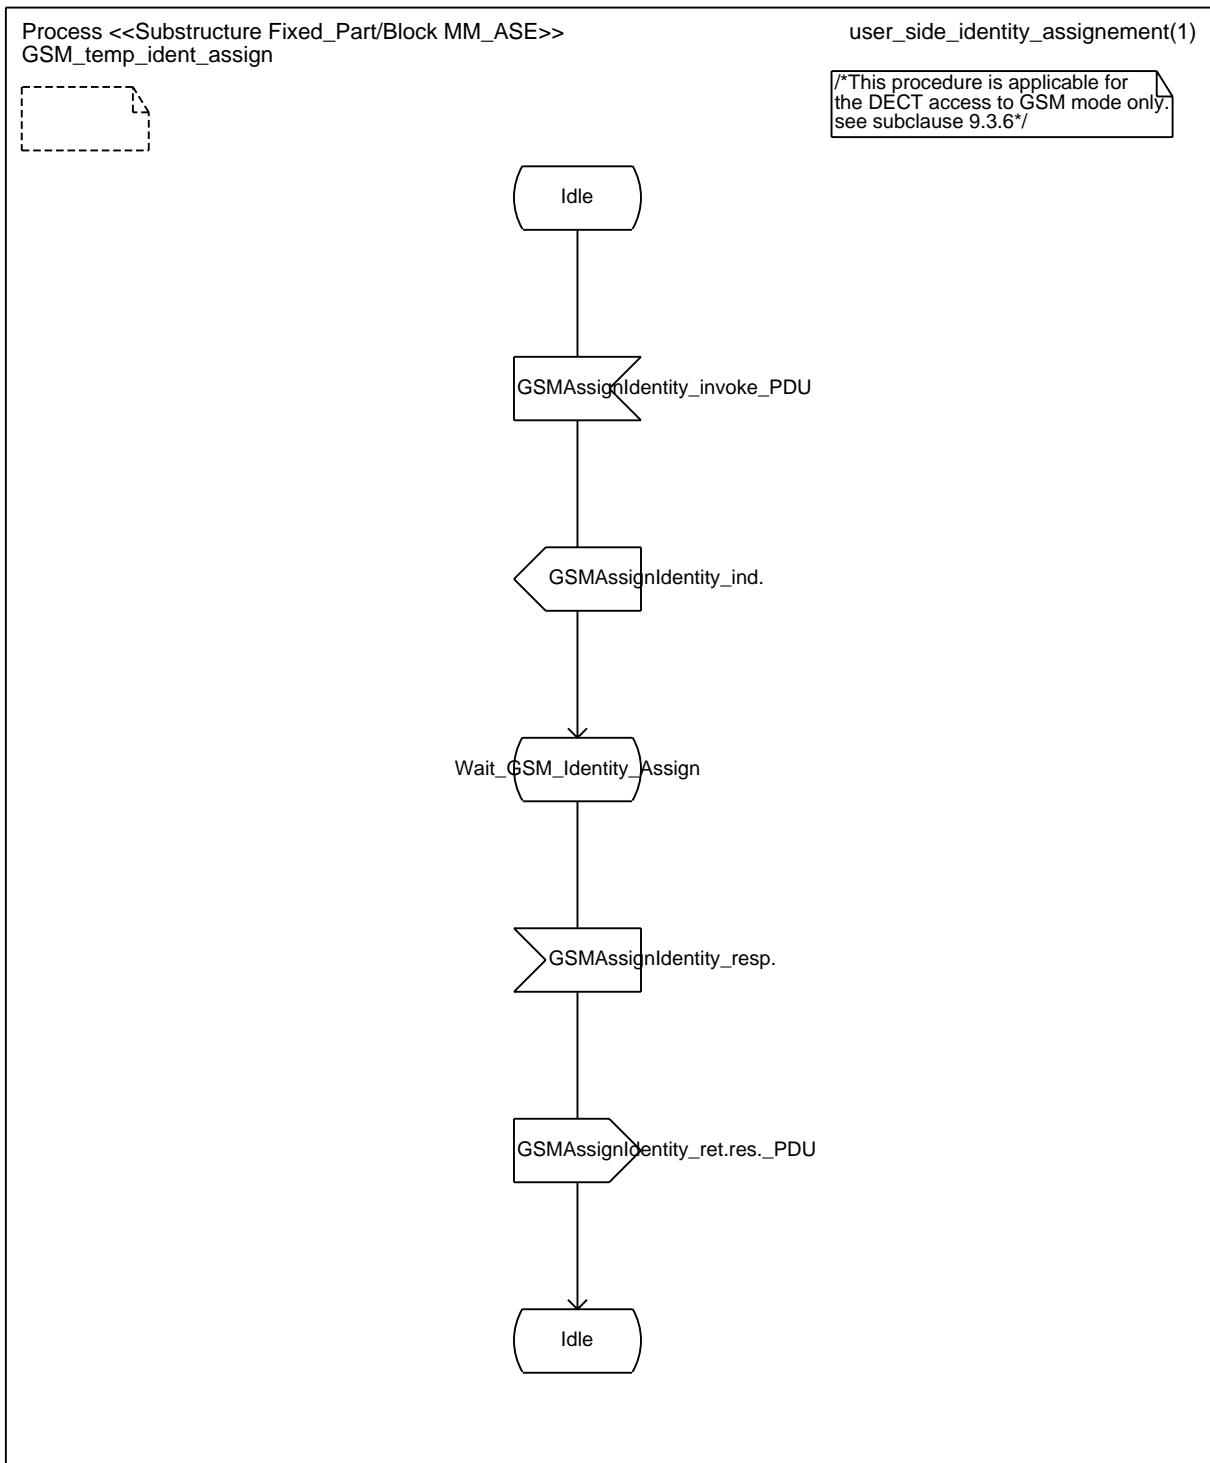 Process <<Substructure Fixed_Part/Block MM_ASE>>
GSM_temp_ident_assign
user_side_identity_assignement(1)
/*This procedure is applicable for
the DECT access to GSM mode only.
see subclause 9.3.6*/
Idle
GSMAssignIdentity_invoke_PDU
GSMAssignIdentity_ind.
Wait_GSM_Identity_Assign
GSMAssignIdentity_resp.
GSMAssignIdentity_ret.res._PDU
Idle